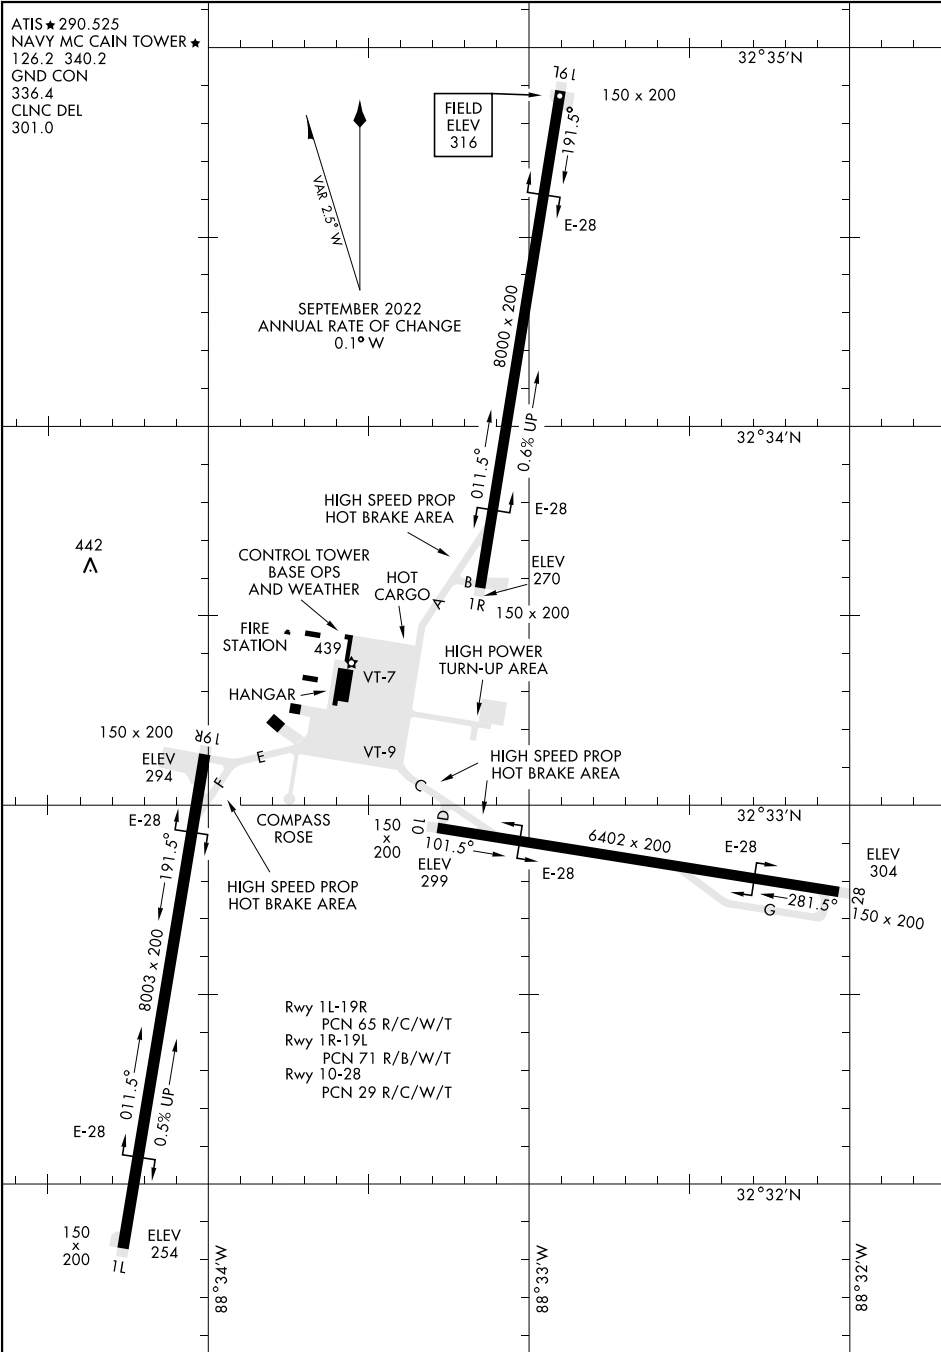 ATIS★290.525
NAVY MC CAIN TOWER★
126.2 340.2
GND CON
336.4
CLNC DEL
301.0
32°35'N
19L
150 x 200
FIELD
ELEV
316
191.5°
VAR 2.5° W
E-28
SEPTEMBER 2022
ANNUAL RATE OF CHANGE
0.1° W
8000 x 200
32°34'N
0.6% UP
011.5°
HIGH SPEED PROP
HOT BRAKE AREA
E-28
442
CONTROL TOWER
BASE OPS
AND WEATHER
HOT
CARGO
ELEV
270
B
A
1R
150 x 200
FIRE
STATION
439
HIGH POWER
TURN-UP AREA
VT-7
HANGAR
150 x 200
19R
ELEV
294
E
VT-9
F
HIGH SPEED PROP
HOT BRAKE AREA
C
32°33'N
E-28
COMPASS
ROSE
150
x
200
10
D
101.5°
ELEV
299
6402 x 200
E-28
E-28
ELEV
304
281.5°
28
G
150 x 200
191.5°
HIGH SPEED PROP
HOT BRAKE AREA
8003 x 200
Rwy 1L-19R
PCN 65 R/C/W/T
Rwy 1R-19L
PCN 71 R/B/W/T
Rwy 10-28
PCN 29 R/C/W/T
011.5°
0.5% UP
E-28
32°32'N
150
x
200
ELEV
254
1L
88°34'W
88°33'W
88°32'W